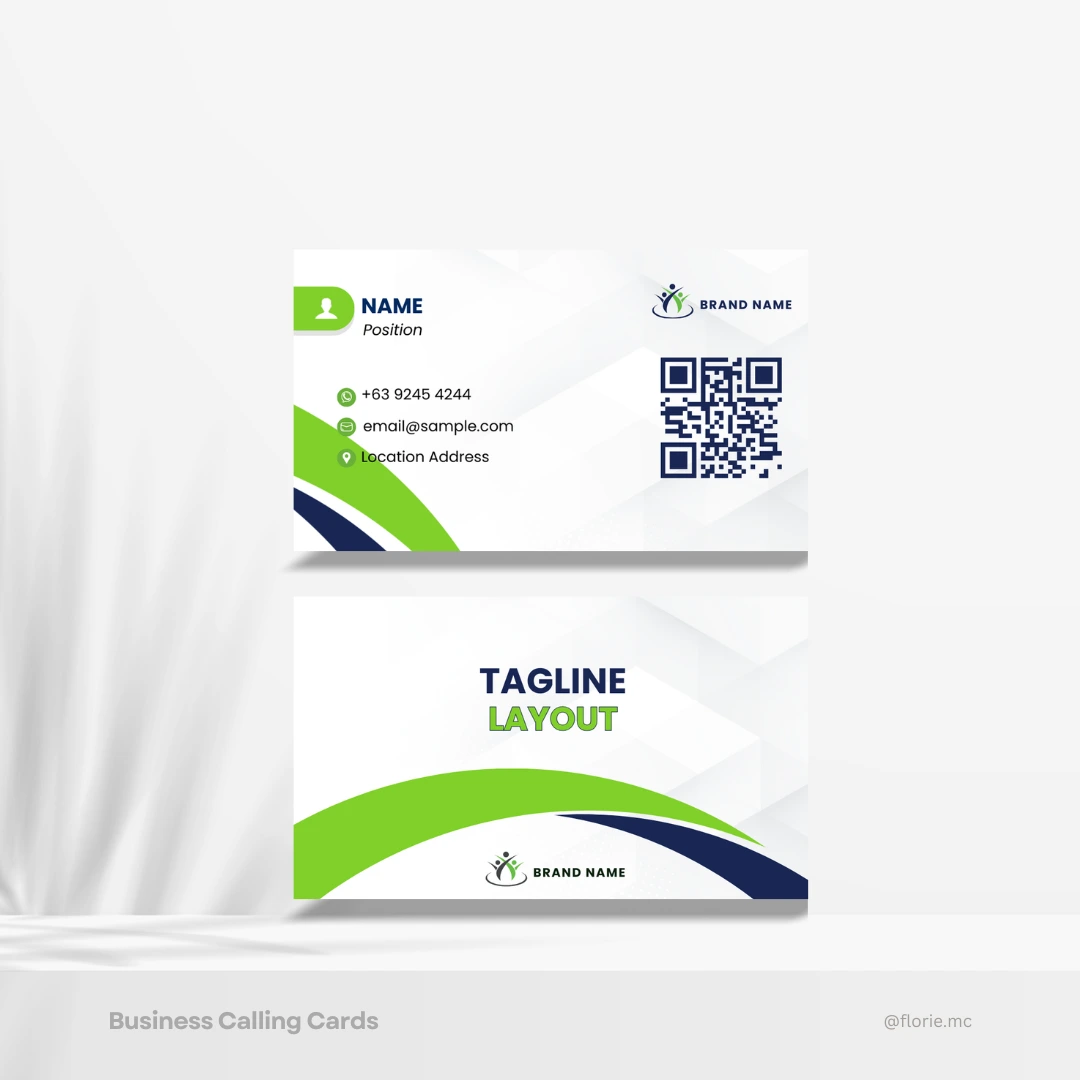 NAME
Position
BRAND NAME
+63 9245 4244
email@sample.com
Location Address
TAGLINE
LAYOUT
BRAND NAME
Business Calling Cards
@florie.mc